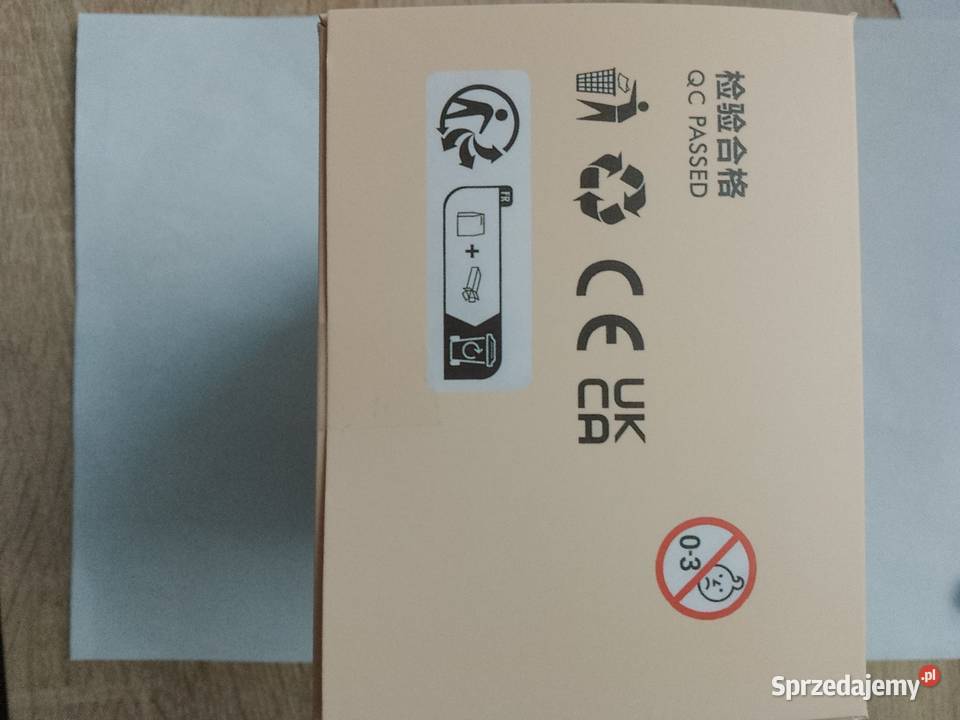 检验合格
QC PASSED
CE
UK
CA
FR
+
0-3
Sprzedajemy.pl